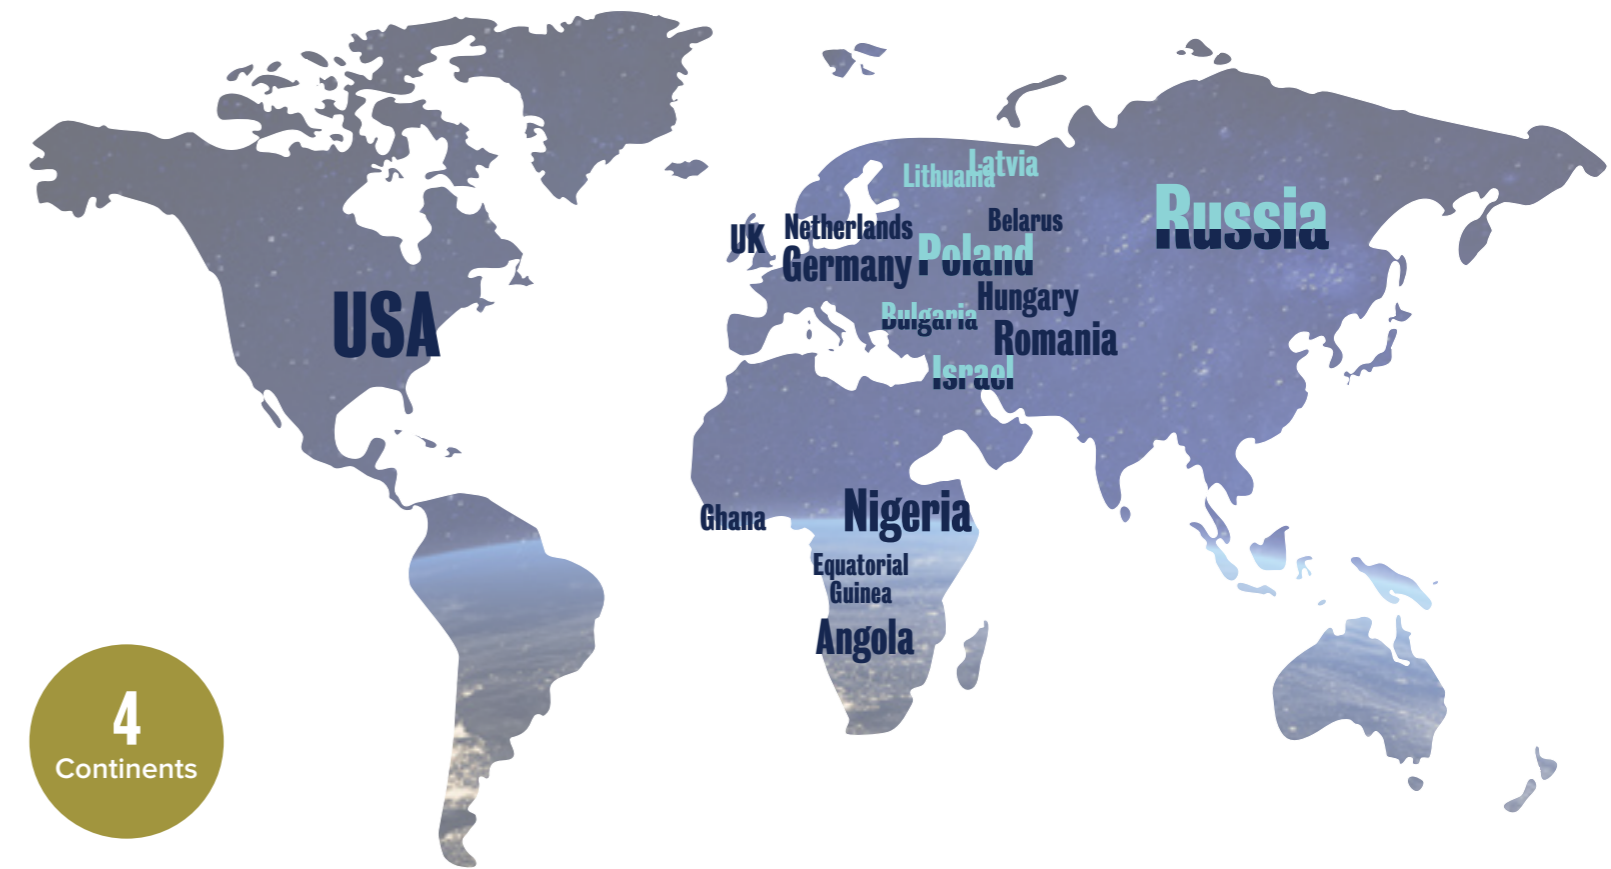 Latvia
Lithuania
Russia
Belarus
Netherlands
UK
Poland
Germany
Hungary
USA
Bulgaria
Romania
Israel
Nigeria
Ghana
Equatorial
Guinea
Angola
4
Continents